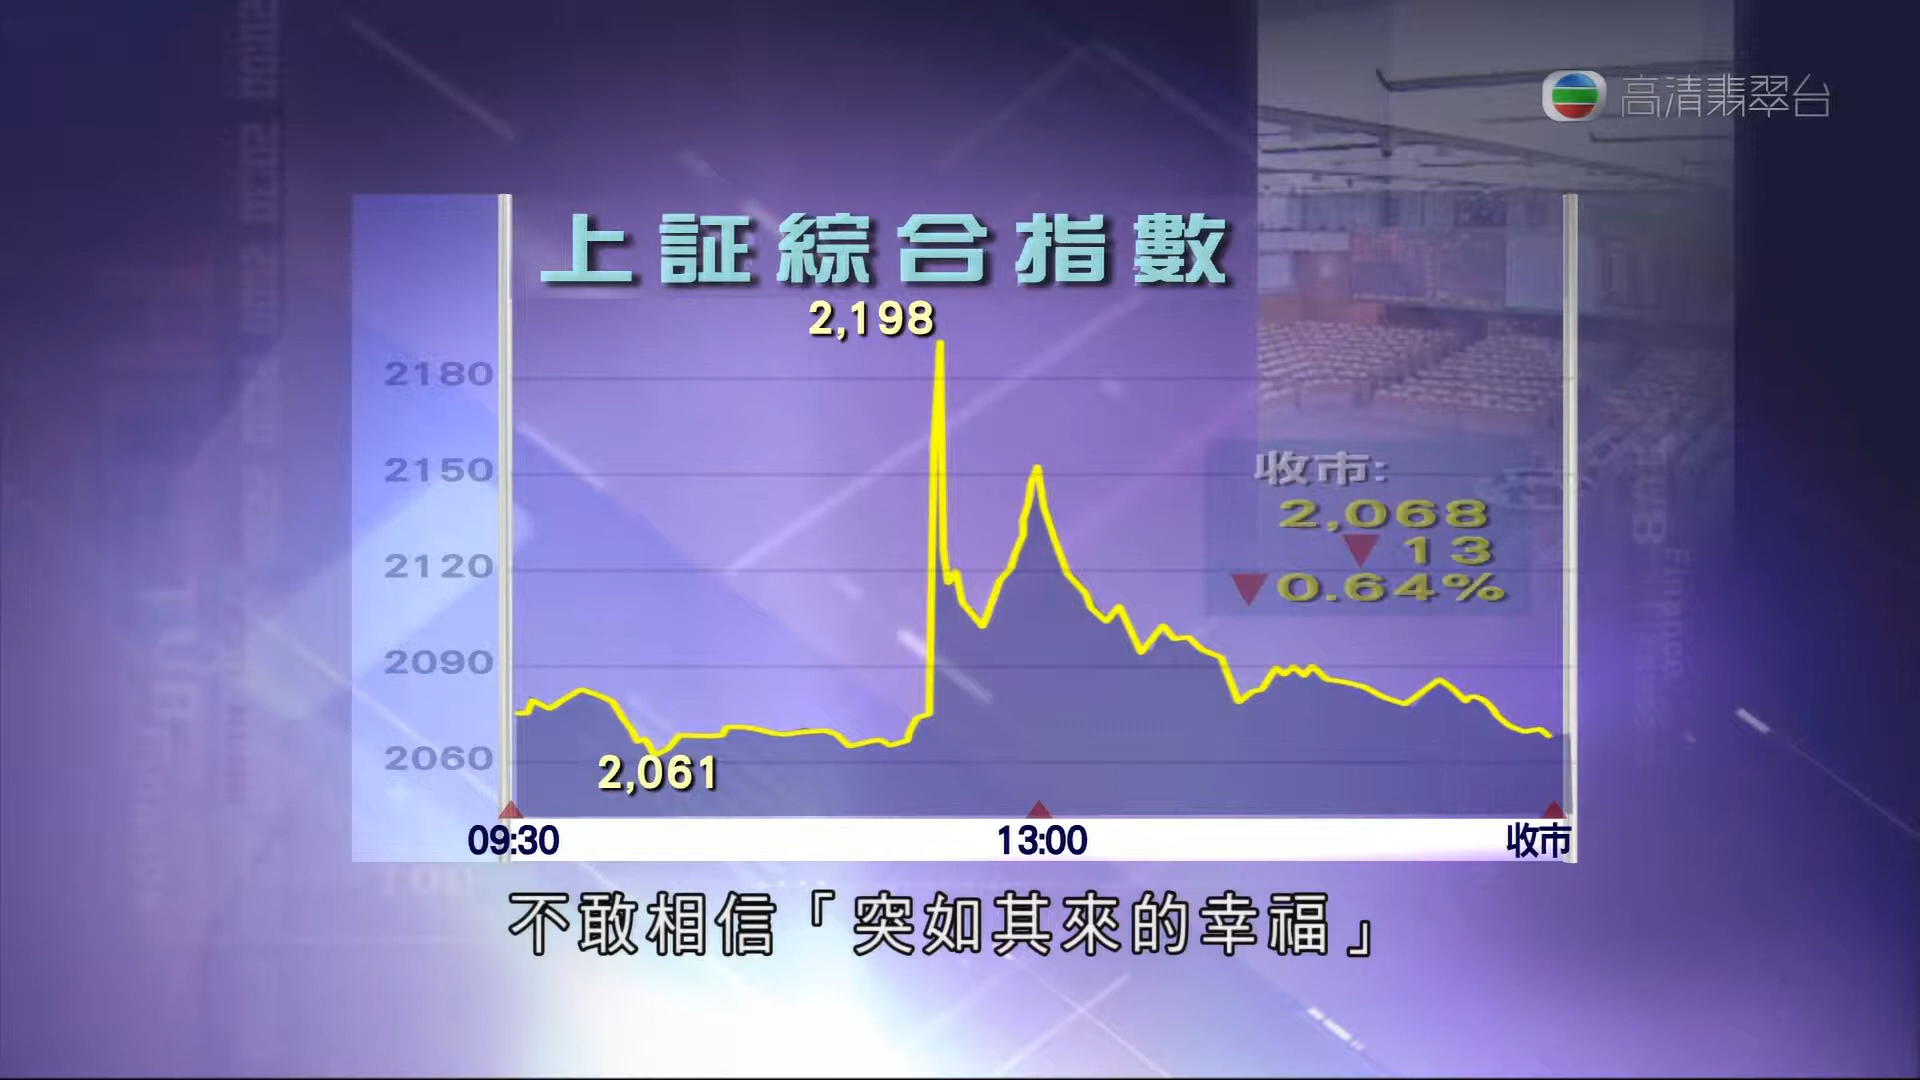 高清翡翠台
上証綜合指數
2,198
2180
2150
2120
2090
2060
收市:
2,068
▼ 13
▼0.64%
2,061
09:30 13:00 收市
不敢相信「突如其來的幸福」